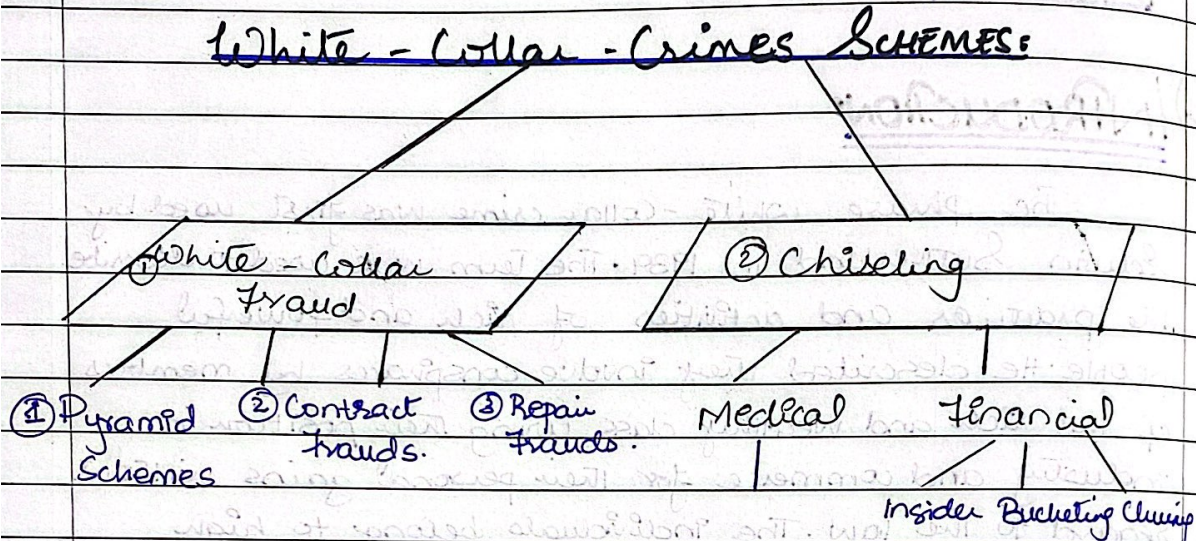 White - Collar - Crimes SCHEMES:
① White - Collar
Fraud
② Chiseling
① Pyramid
Schemes
② Contract
frauds.
③ Repair
Frauds.
Medical
Financial
Insider Bucketing